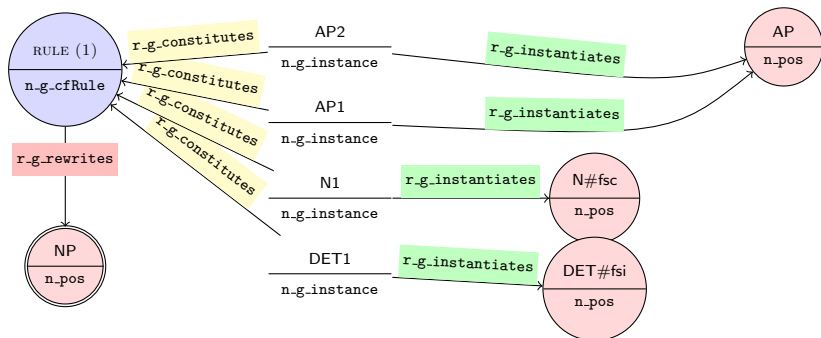 RULE (1)
n_g_cfRule
r_g_constitutes
AP2
n_g_instance
r_g_instantiates
AP
n_pos
r_g_constitutes
AP1
n_g_instance
r_g_instantiates
r_g_constitutes
r_g_constitutes
r_g_rewrites
N1
n_g_instance
r_g_instantiates
N#fsc
n_pos
NP
n_pos
DET1
n_g_instance
r_g_instantiates
DET#fsi
n_pos